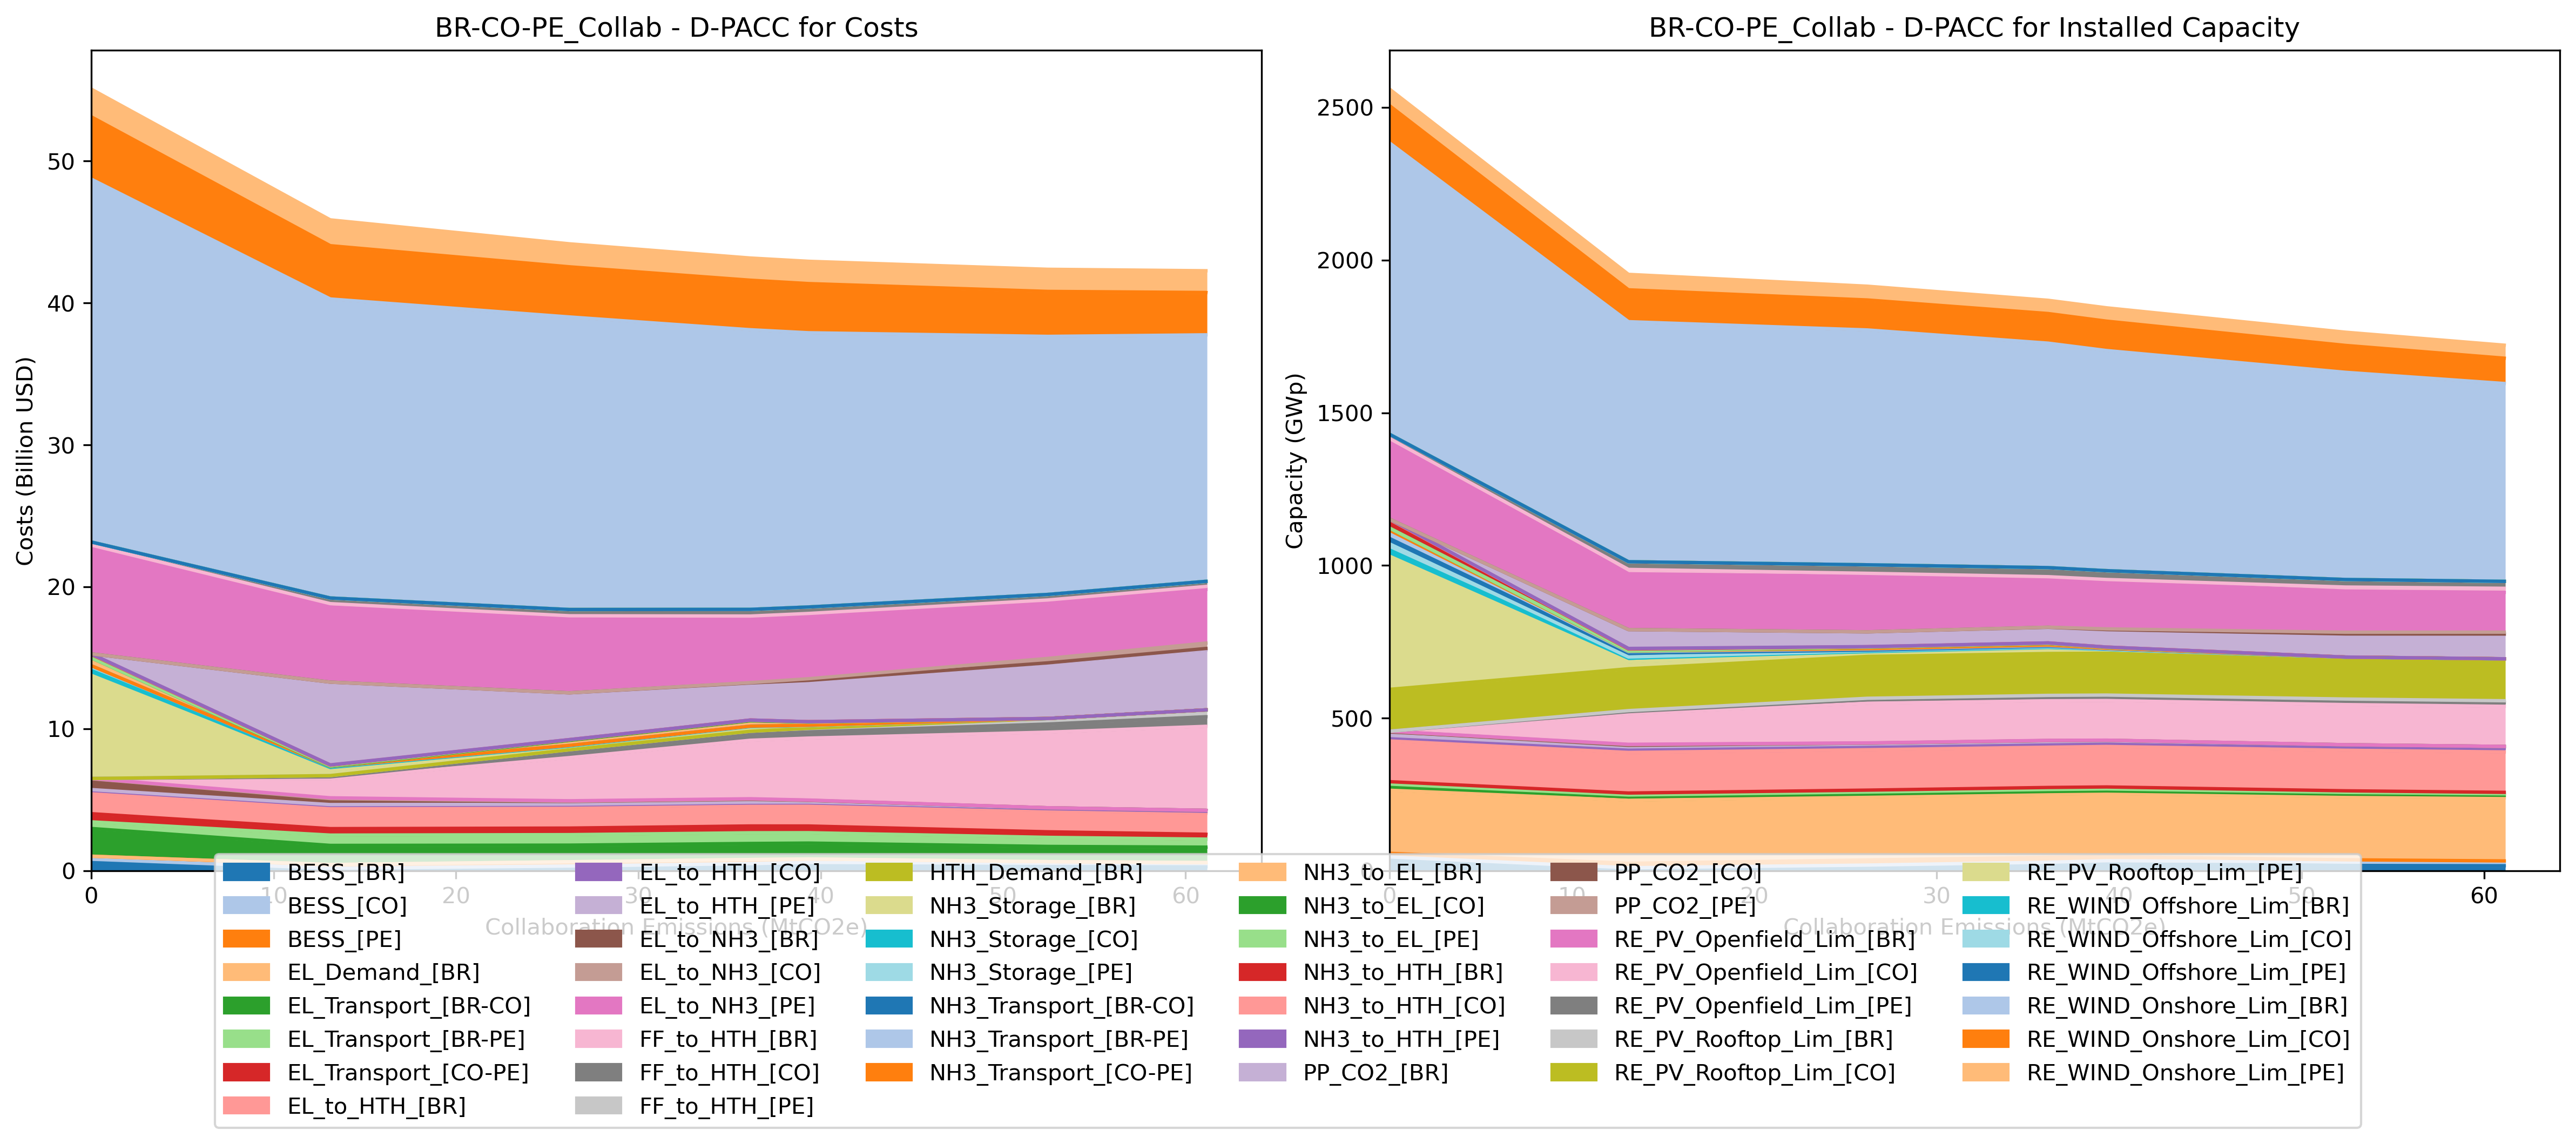 BR-CO-PE_Collab - D-PACC for Costs
Costs (Billion USD)
50
40
30
20
10
0
0 10 20 30 40 50 60
Collaboration Emissions (MtCO2e)
BR-CO-PE_Collab - D-PACC for Installed Capacity
Capacity (GWp)
2500
2000
1500
1000
500
0
0 10 20 30 40 50 60
Collaboration Emissions (MtCO2e)
BESS_[BR]
BESS_[CO]
BESS_[PE]
EL_Demand_[BR]
EL_Transport_[BR-CO]
EL_Transport_[BR-PE]
EL_Transport_[CO-PE]
EL_to_HTH_[BR]
EL_to_HTH_[CO]
EL_to_HTH_[PE]
EL_to_NH3_[BR]
EL_to_NH3_[CO]
EL_to_NH3_[PE]
FF_to_HTH_[BR]
FF_to_HTH_[CO]
FF_to_HTH_[PE]
HTH_Demand_[BR]
NH3_Storage_[BR]
NH3_Storage_[CO]
NH3_Storage_[PE]
NH3_Transport_[BR-CO]
NH3_Transport_[BR-PE]
NH3_Transport_[CO-PE]
NH3_to_EL_[BR]
NH3_to_EL_[CO]
NH3_to_EL_[PE]
NH3_to_HTH_[BR]
NH3_to_HTH_[CO]
NH3_to_HTH_[PE]
PP_CO2_[BR]
PP_CO2_[CO]
PP_CO2_[PE]
RE_PV_Openfield_Lim_[BR]
RE_PV_Openfield_Lim_[CO]
RE_PV_Openfield_Lim_[PE]
RE_PV_Rooftop_Lim_[BR]
RE_PV_Rooftop_Lim_[CO]
RE_PV_Rooftop_Lim_[PE]
RE_WIND_Offshore_Lim_[BR]
RE_WIND_Offshore_Lim_[CO]
RE_WIND_Offshore_Lim_[PE]
RE_WIND_Onshore_Lim_[BR]
RE_WIND_Onshore_Lim_[CO]
RE_WIND_Onshore_Lim_[PE]